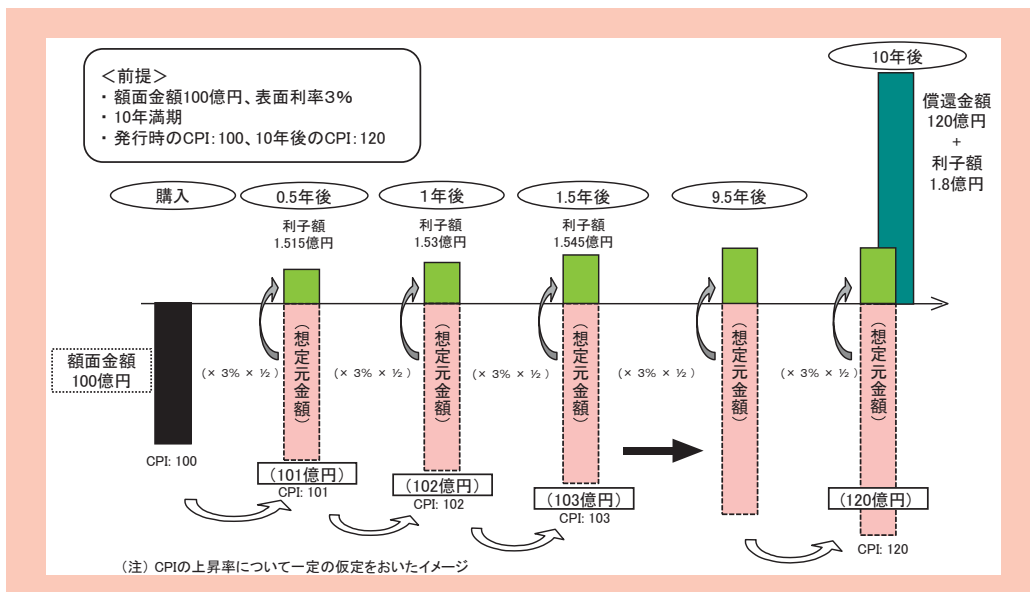 ＜前提＞
・額面金額100億円、表面利率３％
・10年満期
・発行時のCPI：100、10年後のCPI：120
10年後
償還金額
120億円
+
利子額
1.8億円
購入
0.5年後
１年後
1.5年後
9.5年後
利子額
1.515億円
利子額
1.53億円
利子額
1.545億円
額面金額
100億円
（想定元金額）
（想定元金額）
（想定元金額）
（想定元金額）
（想定元金額）
(× 3% × ½ )
(× 3% × ½ )
(× 3% × ½ )
(× 3% × ½ )
(× 3% × ½ )
CPI: 100
（101億円）
CPI: 101
（102億円）
CPI: 102
（103億円）
CPI: 103
（120億円）
CPI: 120
（注）CPIの上昇率について一定の仮定をおいたイメージ